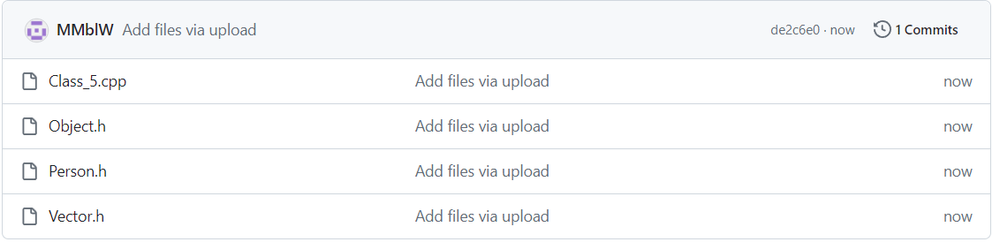 MMblW Add files via upload de2c6e0 · now 1 Commits
Class_5.cpp Add files via upload now
Object.h Add files via upload now
Person.h Add files via upload now
Vector.h Add files via upload now